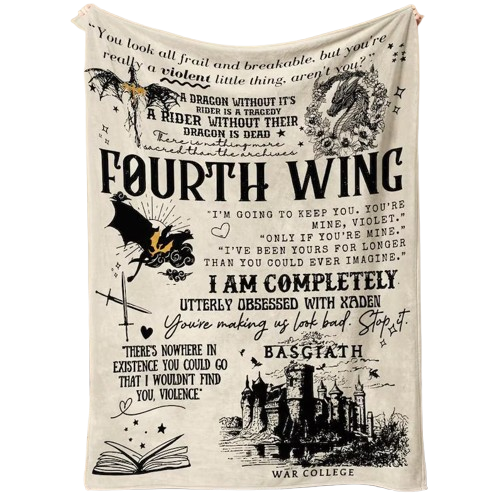 "You look all frail and breakable, but you're
really a violent little thing, aren't you?"
A DRAGON WITHOUT IT'S
RIDER IS A TRAGEDY
A RIDER WITHOUT THEIR
DRAGON IS DEAD
There is nothing more
sacred than the archives
FOURTH WING
"I'M GOING TO KEEP YOU. YOU'RE
MINE, VIOLET."
"ONLY IF YOU'RE MINE."
"I'VE BEEN YOURS FOR LONGER
THAN YOU COULD EVER IMAGINE."
I AM COMPLETELY
UTTERLY OBSESSED WITH XADEN
You're making us look bad. Stop it.
"THERE'S NOWHERE IN
EXISTENCE YOU COULD GO
THAT I WOULDN'T FIND
YOU, VIOLENCE"
BASGIATH
WAR COLLEGE